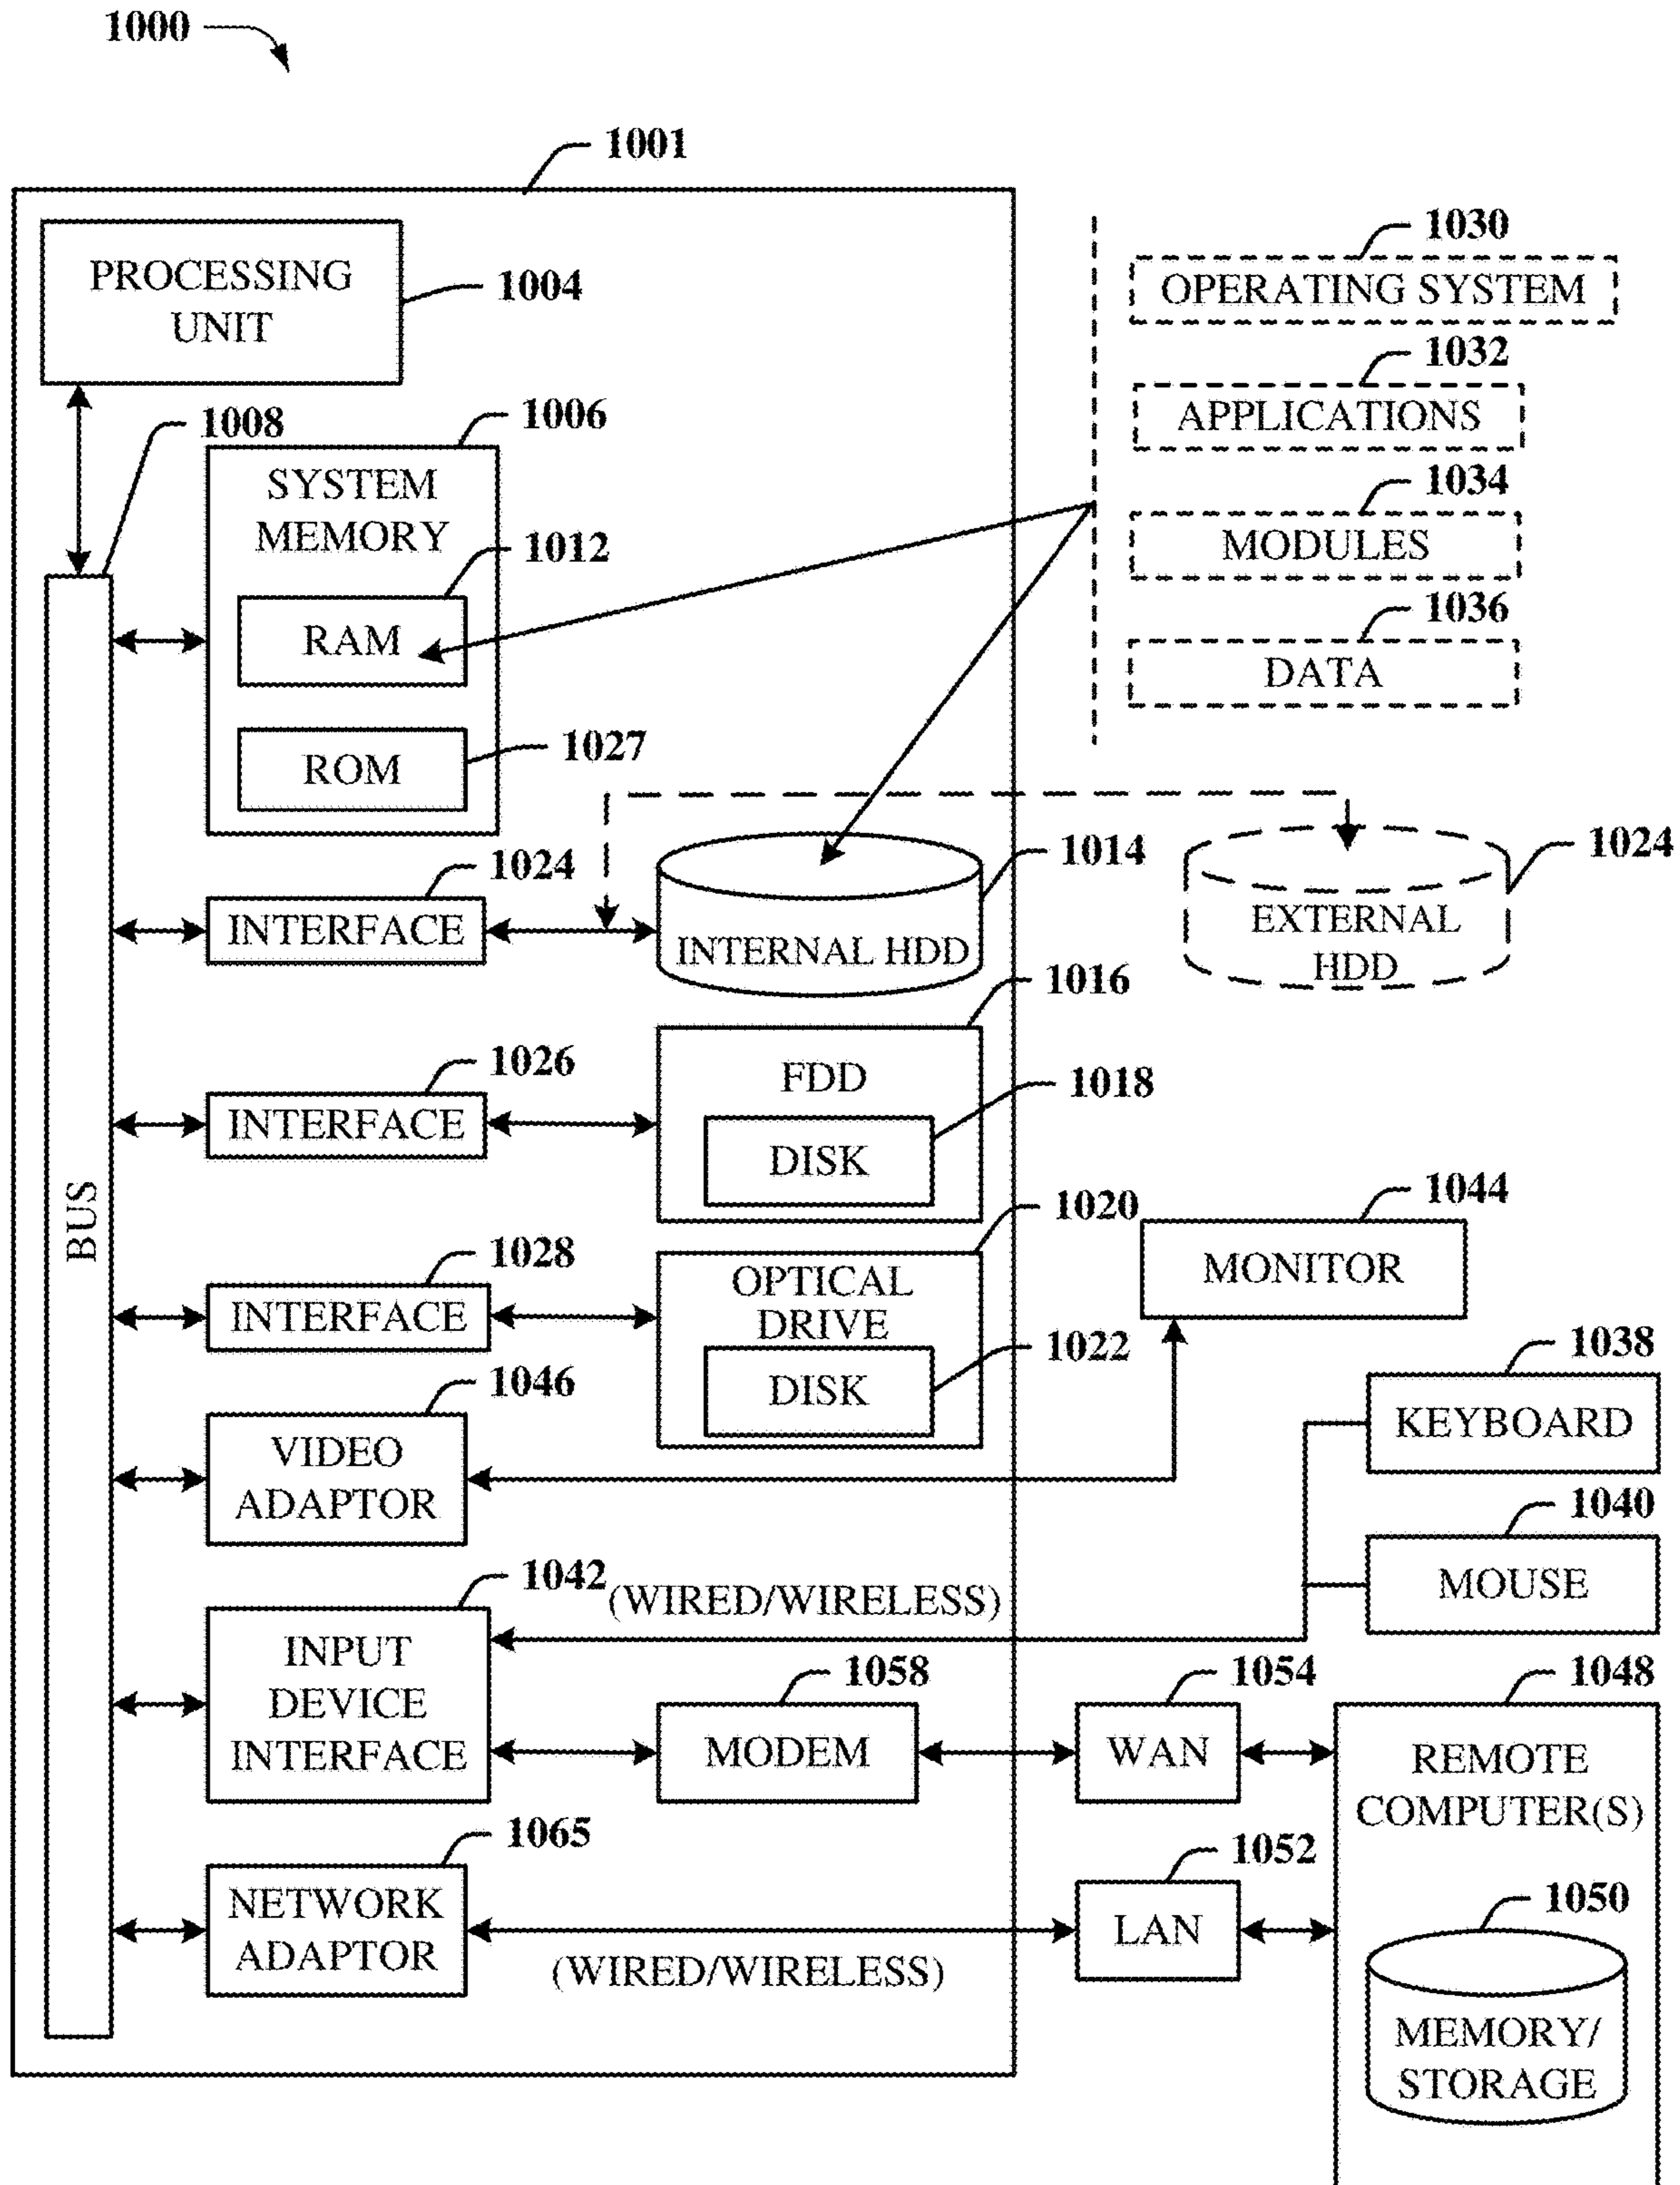 1000
1001
PROCESSING
UNIT
1004
1030
OPERATING SYSTEM
1032
APPLICATIONS
1034
MODULES
1036
DATA
1008
1006
SYSTEM
MEMORY
1012
RAM
1027
ROM
1024
INTERFACE
1014
INTERNAL HDD
1024
EXTERNAL
HDD
1026
INTERFACE
1016
FDD
1018
DISK
BUS
1028
INTERFACE
1020
OPTICAL
DRIVE
1022
DISK
1044
MONITOR
1046
VIDEO
ADAPTOR
1038
KEYBOARD
1040
MOUSE
1042
(WIRED/WIRELESS)
INPUT
DEVICE
INTERFACE
1058
MODEM
1054
WAN
1048
REMOTE
COMPUTER(S)
1065
NETWORK
ADAPTOR
(WIRED/WIRELESS)
1052
LAN
1050
MEMORY/
STORAGE